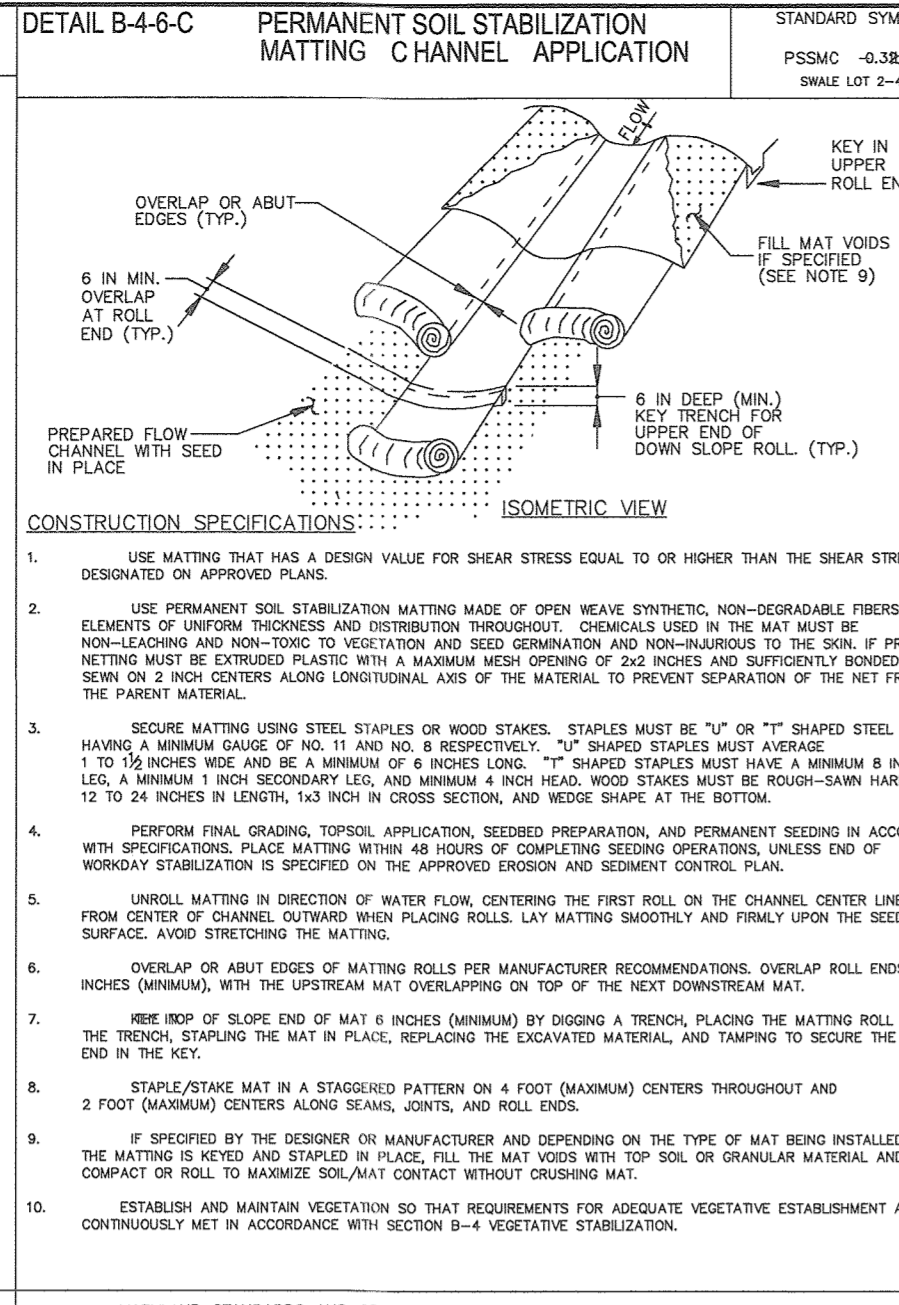 DETAIL B-4-6-C
PERMANENT SOIL STABILIZATION
MATTING CHANNEL APPLICATION
STANDARD SYM
PSSMC
SWALE LOT 2-4
FLOW
KEY IN
UPPER
ROLL EN
OVERLAP OR ABUT
EDGES (TYP.)
FILL MAT VOIDS
IF SPECIFIED
(SEE NOTE 9)
6 IN MIN.
OVERLAP
AT ROLL
END (TYP.)
6 IN DEEP (MIN.)
KEY TRENCH FOR
UPPER END OF
DOWN SLOPE ROLL. (TYP.)
PREPARED FLOW
CHANNEL WITH SEED
IN PLACE
ISOMETRIC VIEW
CONSTRUCTION SPECIFICATIONS:
1. USE MATTING THAT HAS A DESIGN VALUE FOR SHEAR STRESS EQUAL TO OR HIGHER THAN THE SHEAR STRE
DESIGNATED ON APPROVED PLANS.
2. USE PERMANENT SOIL STABILIZATION MATTING MADE OF OPEN WEAVE SYNTHETIC, NON-DEGRADABLE FIBERS
ELEMENTS OF UNIFORM THICKNESS AND DISTRIBUTION THROUGHOUT. CHEMICALS USED IN THE MAT MUST BE
NON-LEACHING AND NON-TOXIC TO VEGETATION AND SEED GERMINATION AND NON-INJURIOUS TO THE SKIN. IF PR
NETTING MUST BE EXTRUDED PLASTIC WITH A MAXIMUM MESH OPENING OF 2x2 INCHES AND SUFFICIENTLY BONDED
SEWN ON 2 INCH CENTERS ALONG LONGITUDINAL AXIS OF THE MATERIAL TO PREVENT SEPARATION OF THE NET FR
THE PARENT MATERIAL.
3. SECURE MATTING USING STEEL STAPLES OR WOOD STAKES. STAPLES MUST BE "U" OR "T" SHAPED STEEL
HAVING A MINIMUM GAUGE OF NO. 11 AND NO. 8 RESPECTIVELY. "U" SHAPED STAPLES MUST AVERAGE
1 TO 1½ INCHES WIDE AND BE A MINIMUM OF 6 INCHES LONG. "T" SHAPED STAPLES MUST HAVE A MINIMUM 8 IN
LEG, A MINIMUM 1 INCH SECONDARY LEG, AND MINIMUM 4 INCH HEAD. WOOD STAKES MUST BE ROUGH-SAWN HAR
12 TO 24 INCHES IN LENGTH, 1x3 INCH IN CROSS SECTION, AND WEDGE SHAPE AT THE BOTTOM.
4. PERFORM FINAL GRADING, TOPSOIL APPLICATION, SEEDBED PREPARATION, AND PERMANENT SEEDING IN ACCO
WITH SPECIFICATIONS. PLACE MATTING WITHIN 48 HOURS OF COMPLETING SEEDING OPERATIONS, UNLESS END OF
WORKDAY STABILIZATION IS SPECIFIED ON THE APPROVED EROSION AND SEDIMENT CONTROL PLAN.
5. UNROLL MATTING IN DIRECTION OF WATER FLOW, CENTERING THE FIRST ROLL ON THE CHANNEL CENTER LINE
FROM CENTER OF CHANNEL OUTWARD WHEN PLACING ROLLS. LAY MATTING SMOOTHLY AND FIRMLY UPON THE SEED
SURFACE. AVOID STRETCHING THE MATTING.
6. OVERLAP OR ABUT EDGES OF MATTING ROLLS PER MANUFACTURER RECOMMENDATIONS. OVERLAP ROLL ENDS
INCHES (MINIMUM), WITH THE UPSTREAM MAT OVERLAPPING ON TOP OF THE NEXT DOWNSTREAM MAT.
7. OF SLOPE END OF MAT 6 INCHES (MINIMUM) BY DIGGING A TRENCH, PLACING THE MATTING ROLL
THE TRENCH, STAPLING THE MAT IN PLACE, REPLACING THE EXCAVATED MATERIAL, AND TAMPING TO SECURE THE
END IN THE KEY.
8. STAPLE/STAKE MAT IN A STAGGERED PATTERN ON 4 FOOT (MAXIMUM) CENTERS THROUGHOUT AND
2 FOOT (MAXIMUM) CENTERS ALONG SEAMS, JOINTS, AND ROLL ENDS.
9. IF SPECIFIED BY THE DESIGNER OR MANUFACTURER AND DEPENDING ON THE TYPE OF MAT BEING INSTALLED
THE MATTING IS KEYED AND STAPLED IN PLACE, FILL THE MAT VOIDS WITH TOP SOIL OR GRANULAR MATERIAL AND
COMPACT OR ROLL TO MAXIMIZE SOIL/MAT CONTACT WITHOUT CRUSHING MAT.
10. ESTABLISH AND MAINTAIN VEGETATION SO THAT REQUIREMENTS FOR ADEQUATE VEGETATIVE ESTABLISHMENT A
CONTINUOUSLY MET IN ACCORDANCE WITH SECTION B-4 VEGETATIVE STABILIZATION.